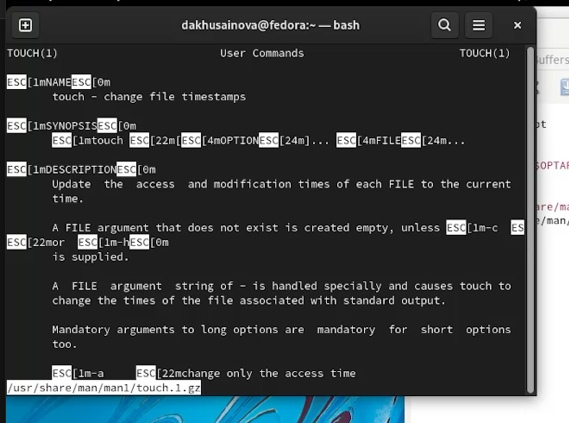 dakhusainova@fedora:~ — bash
TOUCH(1) User Commands TOUCH(1)
ESC[1mNAMEESC[0m
touch - change file timestamps
ESC[1mSYNOPSISESC[0m
ESC[1mtouch ESC[22m[ESC[4mOPTIONESC[24m]... ESC[4mFILEESC[24m...
ESC[1mDESCRIPTIONESC[0m
Update the access and modification times of each FILE to the current
time.
A FILE argument that does not exist is created empty, unless ESC[1m-c ES
ESC[22mor ESC[1m-hESC[0m
is supplied.
A FILE argument string of - is handled specially and causes touch to
change the times of the file associated with standard output.
Mandatory arguments to long options are mandatory for short options
too.
ESC[1m-a ESC[22mchange only the access time
/usr/share/man/man1/touch.1.gz
uffers
pt
SOPTAR
are/ma
e/man/